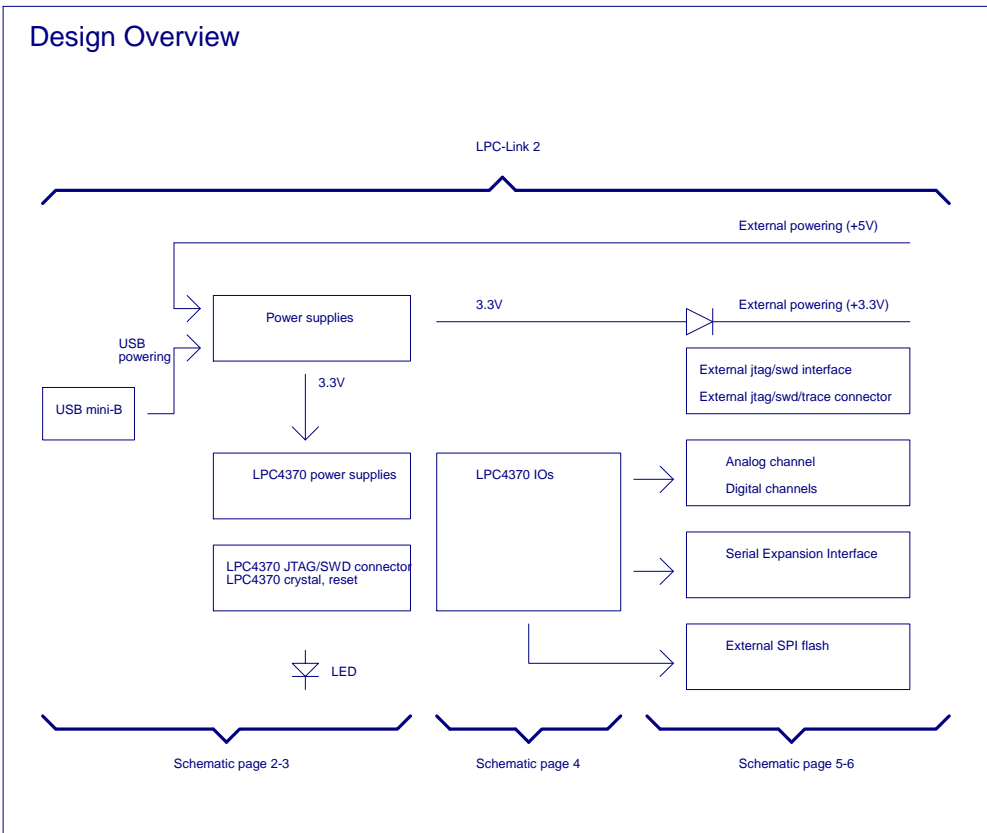 Design Overview
LPC-Link 2
External powering (+5V)
Power supplies
3.3V
External powering (+3.3V)
USB
powering
3.3V
External jtag/swd interface
External jtag/swd/trace connector
USB mini-B
LPC4370 power supplies
LPC4370 IOs
Analog channel
Digital channels
LPC4370 JTAG/SWD connector
LPC4370 crystal, reset
Serial Expansion Interface
External SPI flash
LED
Schematic page 2-3
Schematic page 4
Schematic page 5-6